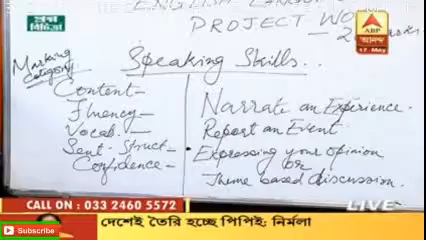 প্রশ্ন বিচিত্রা
ENGLISH
PROJECT WO
abp
আনন্দ
17-May
Speaking Skills..
Marking
Category
Content-
Fluency-
Vocab.-
Sent. Struct-
Confidence-
Narrate an Experience.
Report an Event
Expressing your opinion
or
Theme based discussion.
CALL ON : 033 2460 5572
LIVE
দেশেই তৈরি হচ্ছে পিপিই: নির্মলা
Subscribe